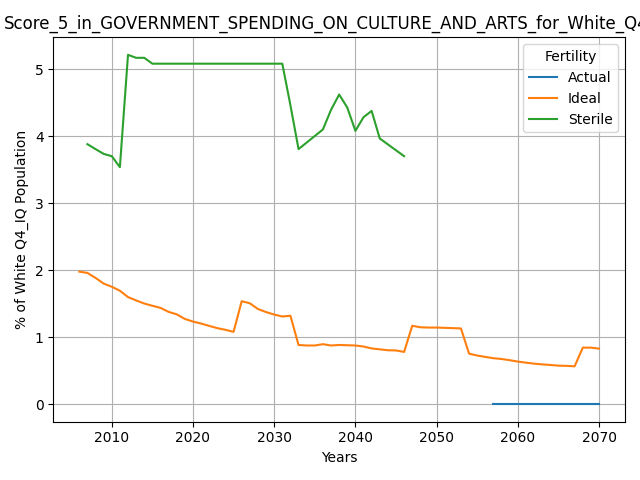 Score_5_in_GOVERNMENT_SPENDING_ON_CULTURE_AND_ARTS_for_White_Q4
Fertility
Actual
Ideal
Sterile
% of White Q4_IQ Population
5
4
3
2
1
0
2010 2020 2030 2040 2050 2060 2070
Years